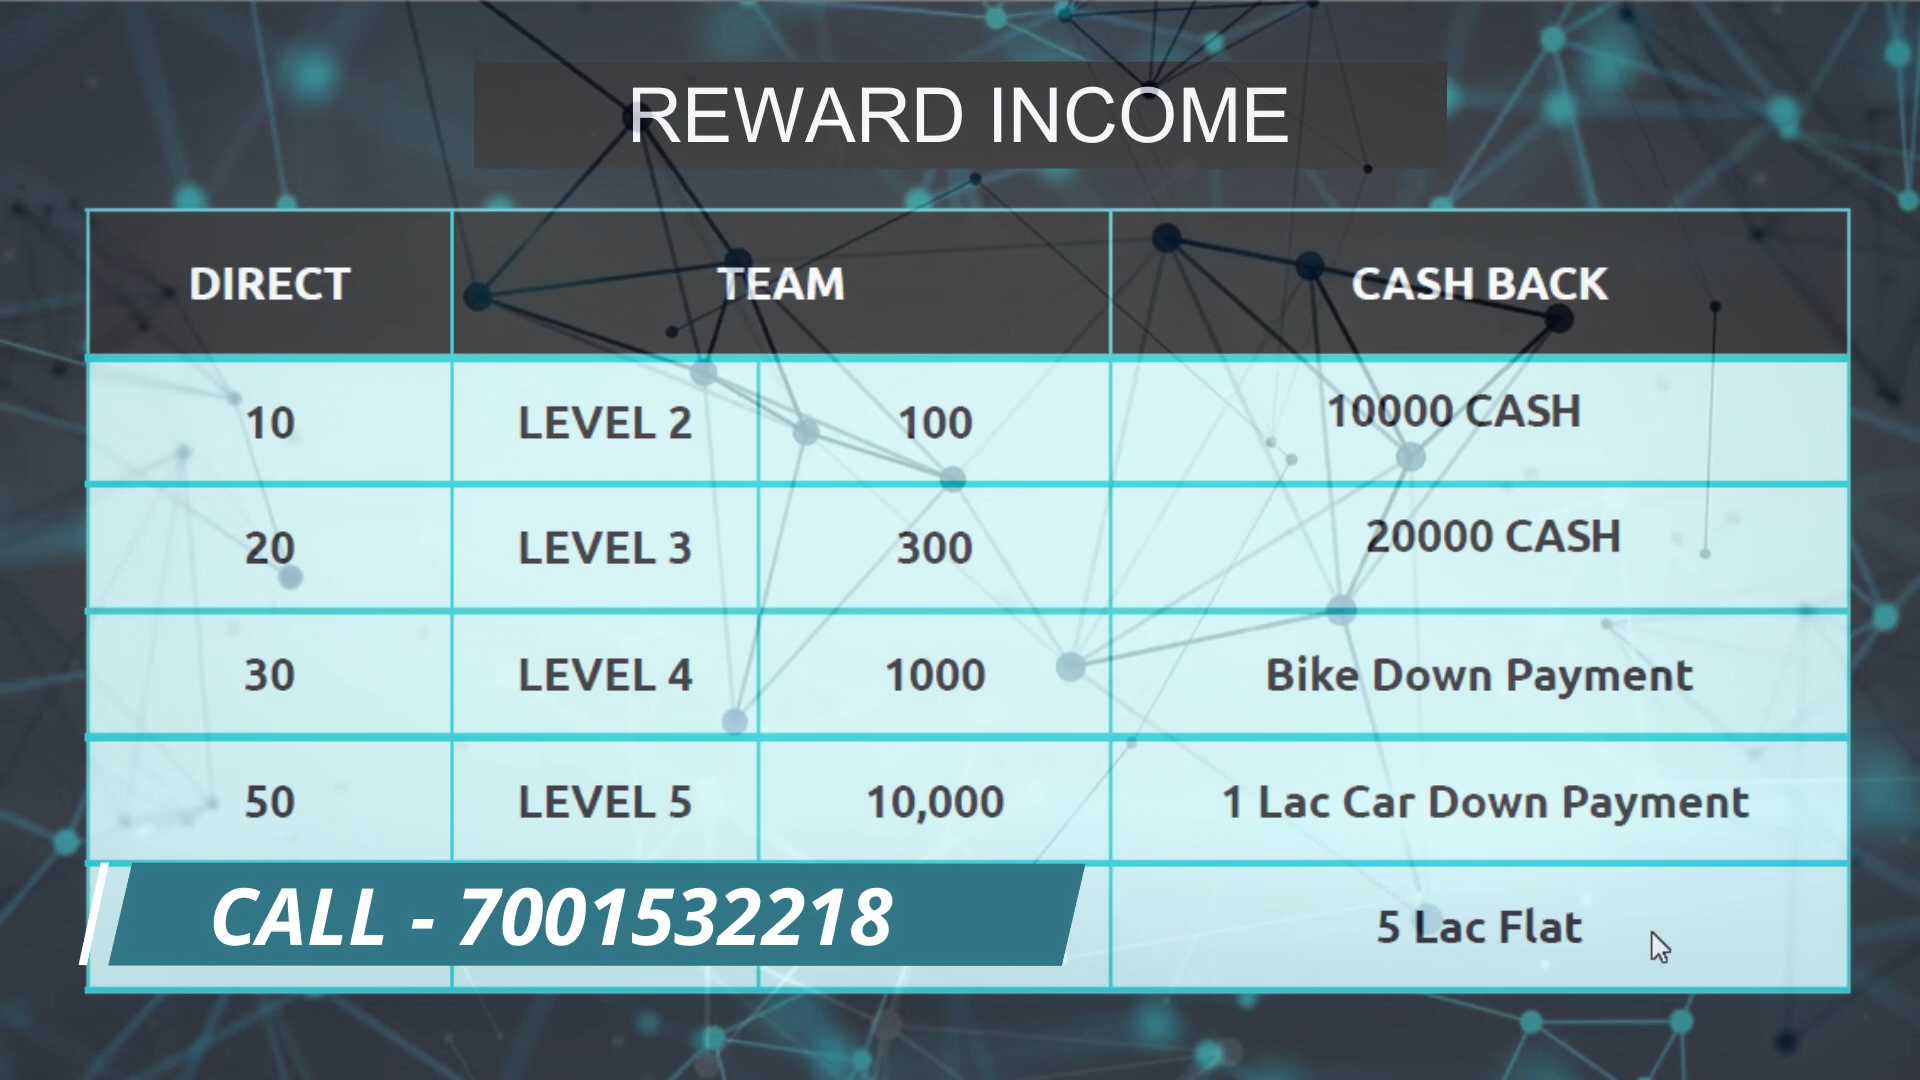 REWARD INCOME
DIRECT TEAM CASH BACK
10 LEVEL 2 100 10000 CASH
20 LEVEL 3 300 20000 CASH
30 LEVEL 4 1000 Bike Down Payment
50 LEVEL 5 10,000 1 Lac Car Down Payment
5 Lac Flat
CALL - 7001532218